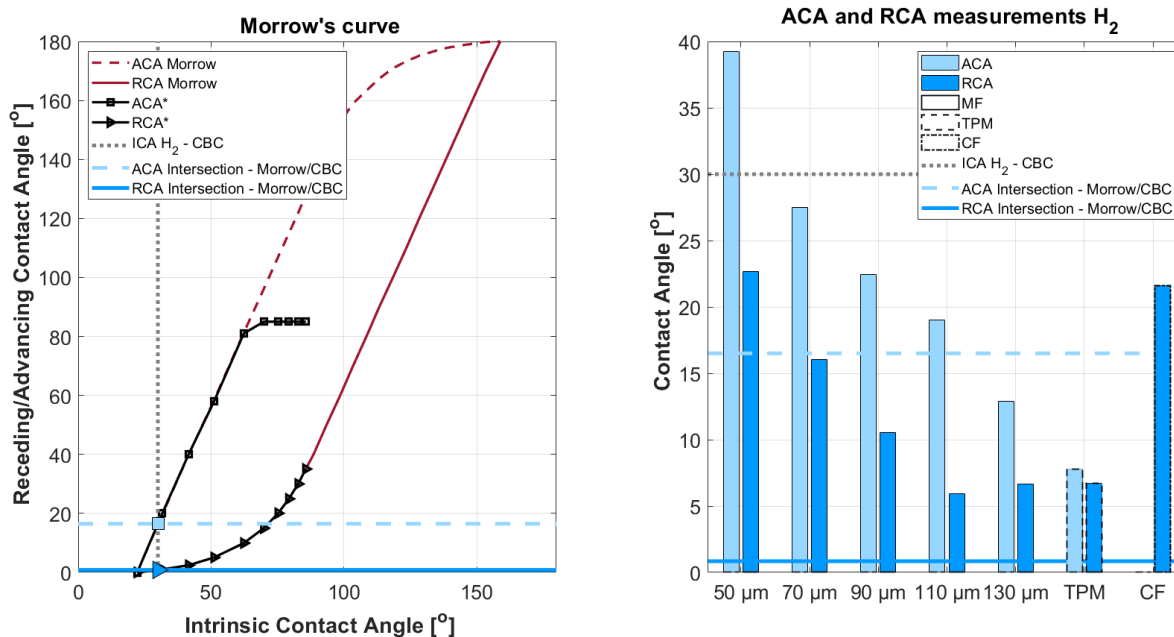 Morrow's curve
Receding/Advancing Contact Angle [°]
180
160
140
120
100
80
60
40
20
0
ACA Morrow
RCA Morrow
ACA*
RCA*
ICA H₂ - CBC
ACA Intersection - Morrow/CBC
RCA Intersection - Morrow/CBC
0 50 100 150
Intrinsic Contact Angle [°]
ACA and RCA measurements H₂
Contact Angle [°]
40
35
30
25
20
15
10
5
0
ACA
RCA
MF
TPM
CF
ICA H₂ - CBC
ACA Intersection - Morrow/CBC
RCA Intersection - Morrow/CBC
50 μm 70 μm 90 μm 110 μm 130 μm TPM CF